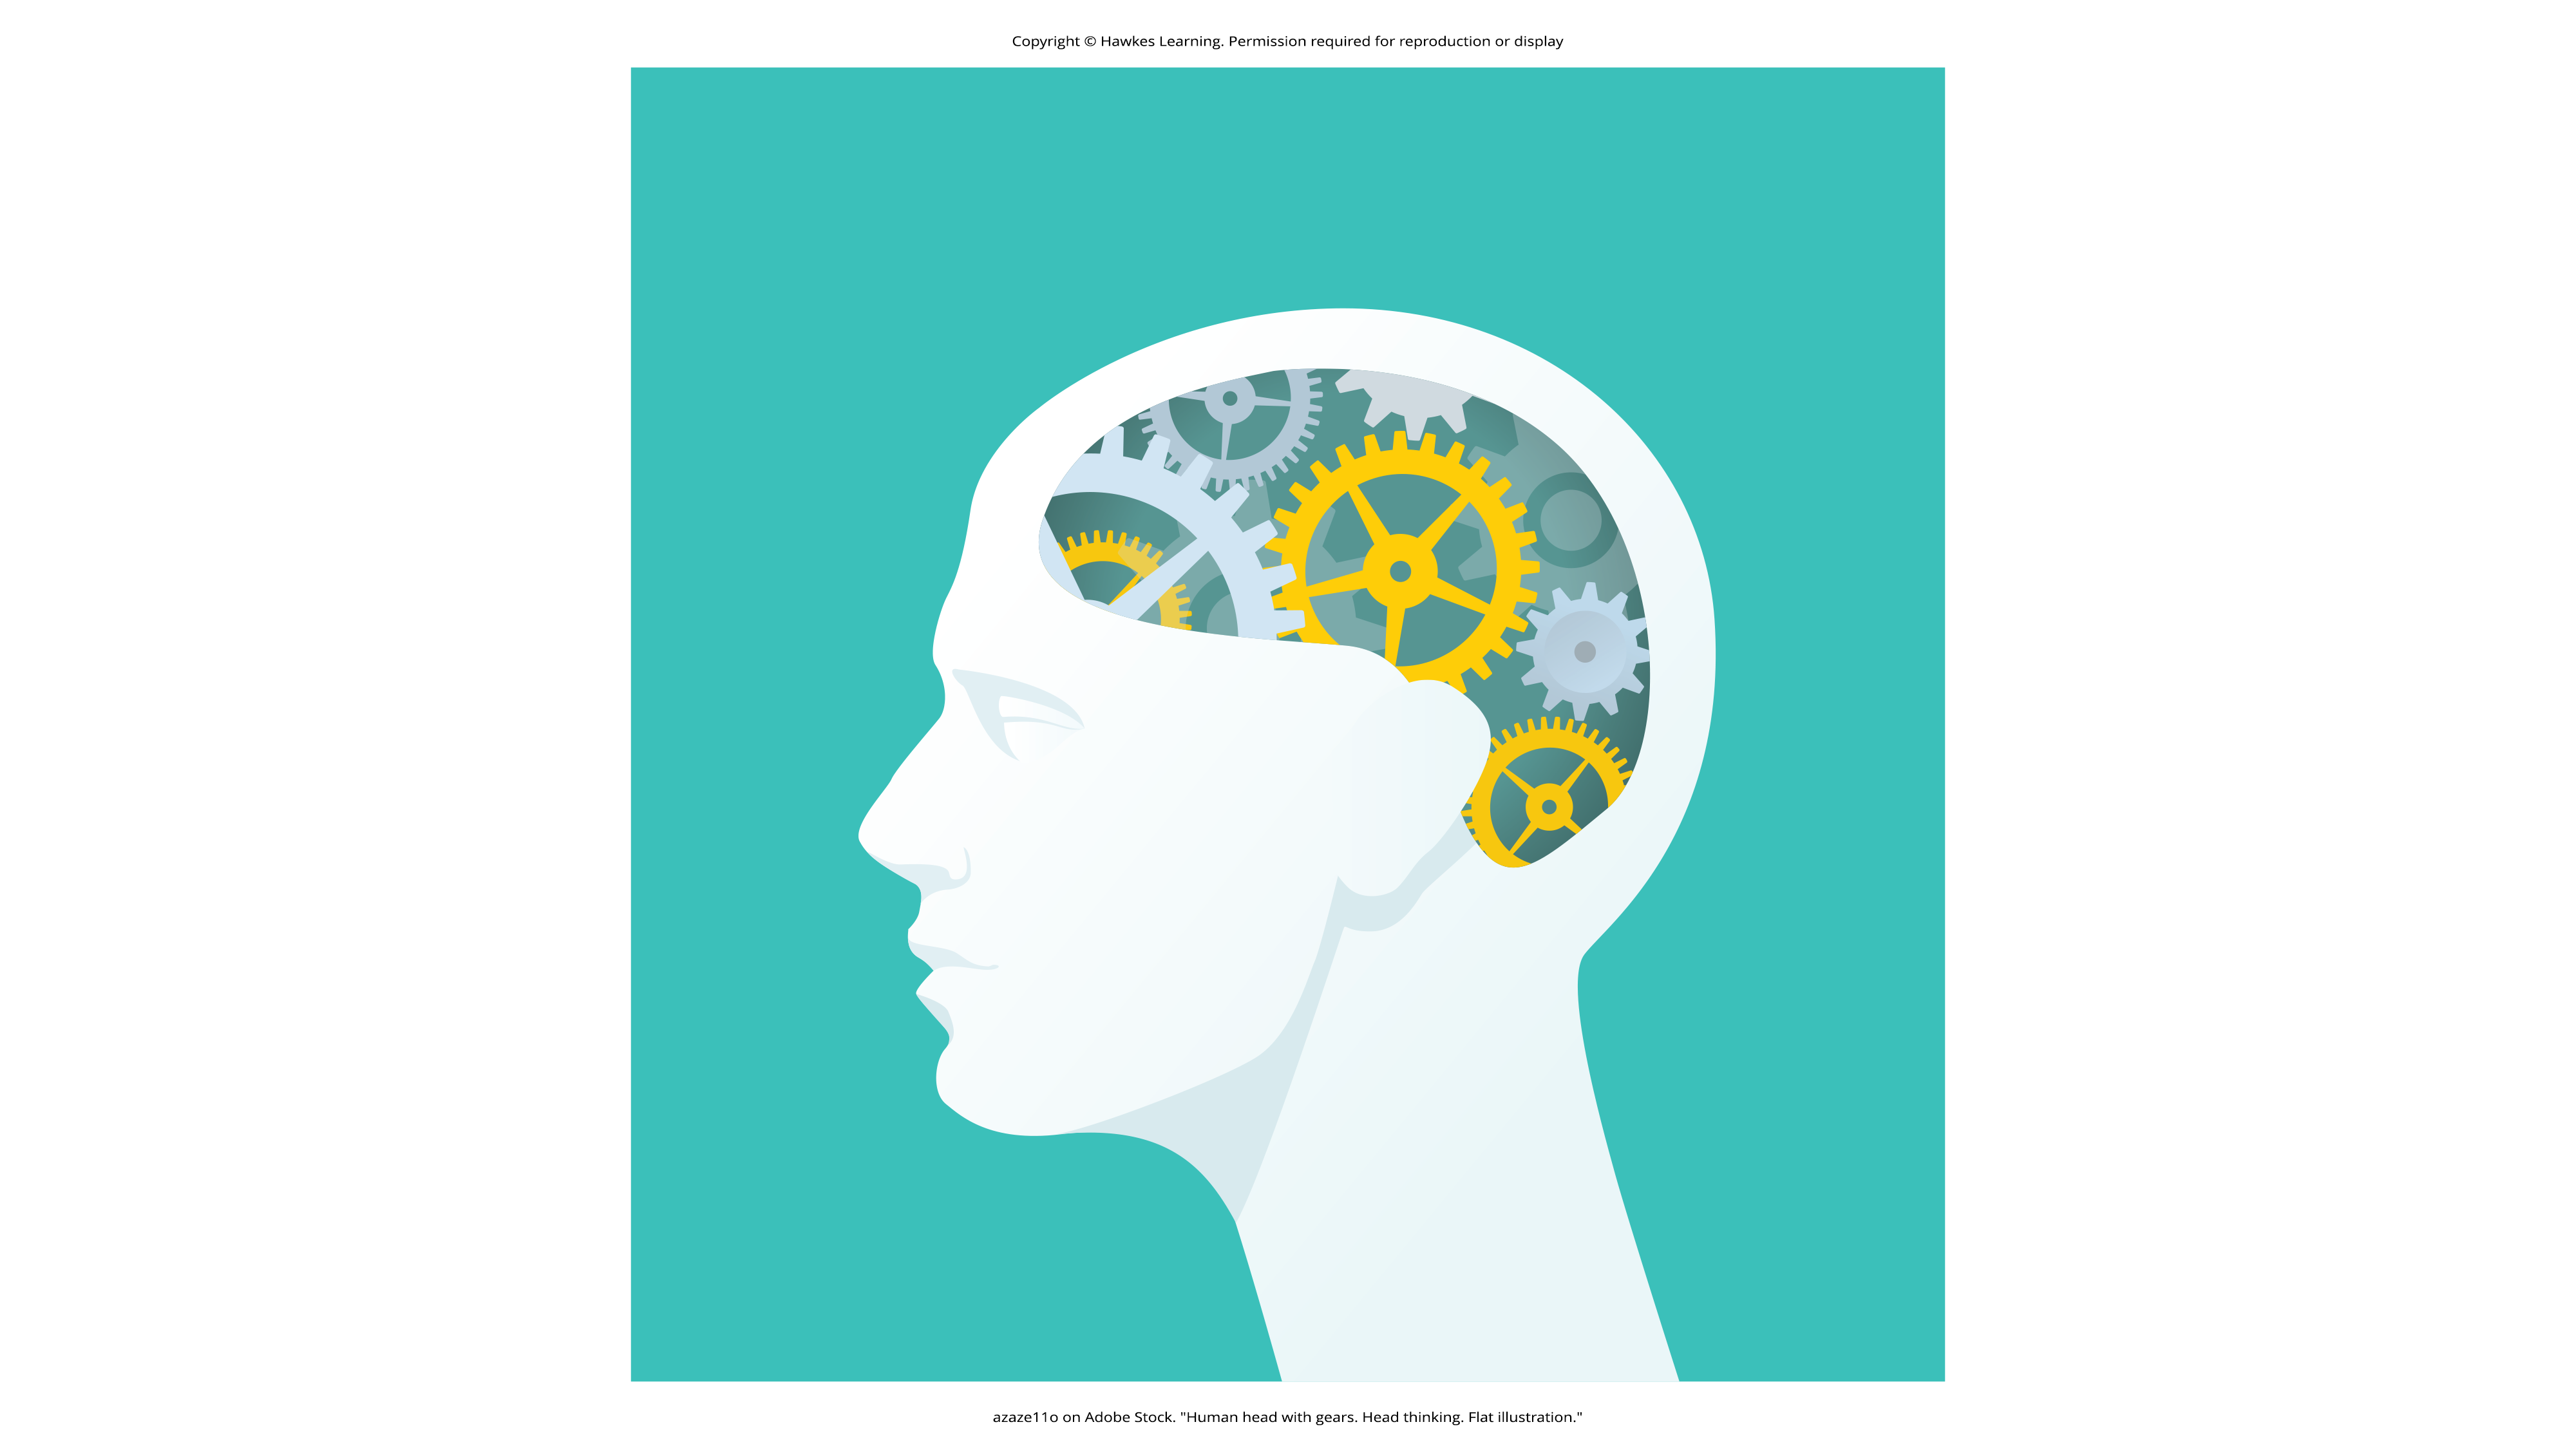 Copyright © Hawkes Learning. Permission required for reproduction or display
azaze11o on Adobe Stock. "Human head with gears. Head thinking. Flat illustration."